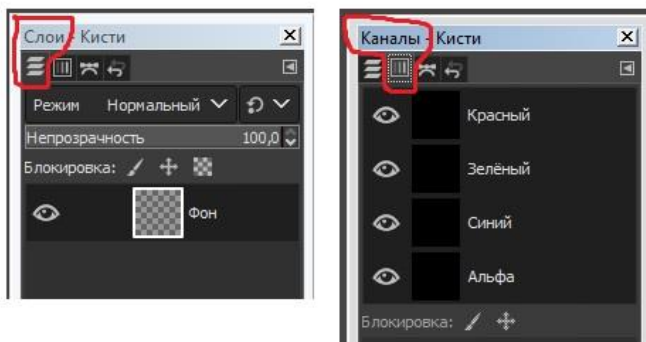 Слои - Кисти
Режим Нормальный
Непрозрачность 100,0
Блокировка:
Фон
Каналы - Кисти
Красный
Зелёный
Синий
Альфа
Блокировка: